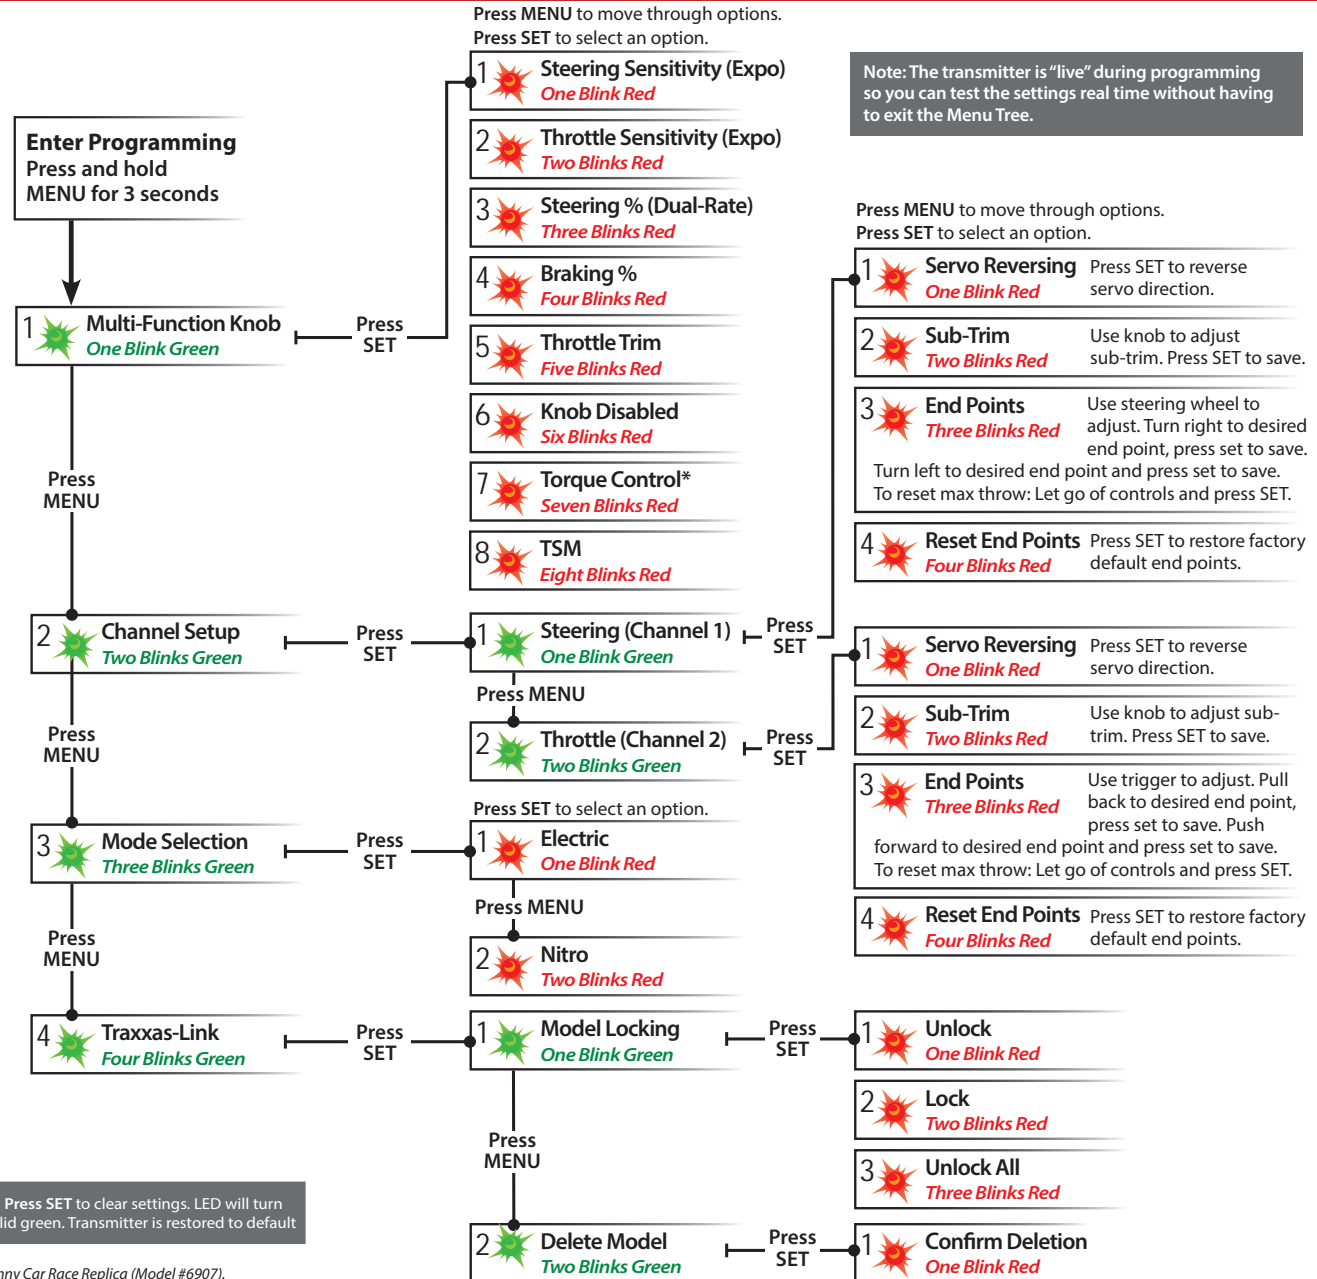 Press MENU to move through options.
Press SET to select an option.
1 Steering Sensitivity (Expo)
One Blink Red
2 Throttle Sensitivity (Expo)
Two Blinks Red
3 Steering % (Dual-Rate)
Three Blinks Red
4 Braking %
Four Blinks Red
5 Throttle Trim
Five Blinks Red
6 Knob Disabled
Six Blinks Red
7 Torque Control*
Seven Blinks Red
8 TSM
Eight Blinks Red
Note: The transmitter is “live” during programming
so you can test the settings real time without having
to exit the Menu Tree.
Enter Programming
Press and hold
MENU for 3 seconds
1 Multi-Function Knob
One Blink Green
Press
SET
Press
MENU
2 Channel Setup
Two Blinks Green
Press
SET
1 Steering (Channel 1)
One Blink Green
Press
SET
Press MENU
2 Throttle (Channel 2)
Two Blinks Green
Press
SET
Press MENU to move through options.
Press SET to select an option.
1 Servo Reversing
One Blink Red
Press SET to reverse
servo direction.
2 Sub-Trim
Two Blinks Red
Use knob to adjust
sub-trim. Press SET to save.
3 End Points
Three Blinks Red
Use steering wheel to
adjust. Turn right to desired
end point, press set to save.
Turn left to desired end point and press set to save.
To reset max throw: Let go of controls and press SET.
4 Reset End Points
Four Blinks Red
Press SET to restore factory
default end points.
1 Servo Reversing
One Blink Red
Press SET to reverse
servo direction.
2 Sub-Trim
Two Blinks Red
Use knob to adjust sub-
trim. Press SET to save.
3 End Points
Three Blinks Red
Use trigger to adjust. Pull
back to desired end point,
press set to save. Push
forward to desired end point and press set to save.
To reset max throw: Let go of controls and press SET.
4 Reset End Points
Four Blinks Red
Press SET to restore factory
default end points.
Press
MENU
3 Mode Selection
Three Blinks Green
Press
SET
Press SET to select an option.
1 Electric
One Blink Red
Press MENU
2 Nitro
Two Blinks Red
Press
MENU
4 Traxxas-Link
Four Blinks Green
Press
SET
1 Model Locking
One Blink Green
Press
SET
1 Unlock
One Blink Red
2 Lock
Two Blinks Red
3 Unlock All
Three Blinks Red
Press
MENU
2 Delete Model
Two Blinks Green
Press
SET
1 Confirm Deletion
One Blink Red
Press SET to clear settings. LED will turn
lid green. Transmitter is restored to default
nny Car Race Replica (Model #6907).